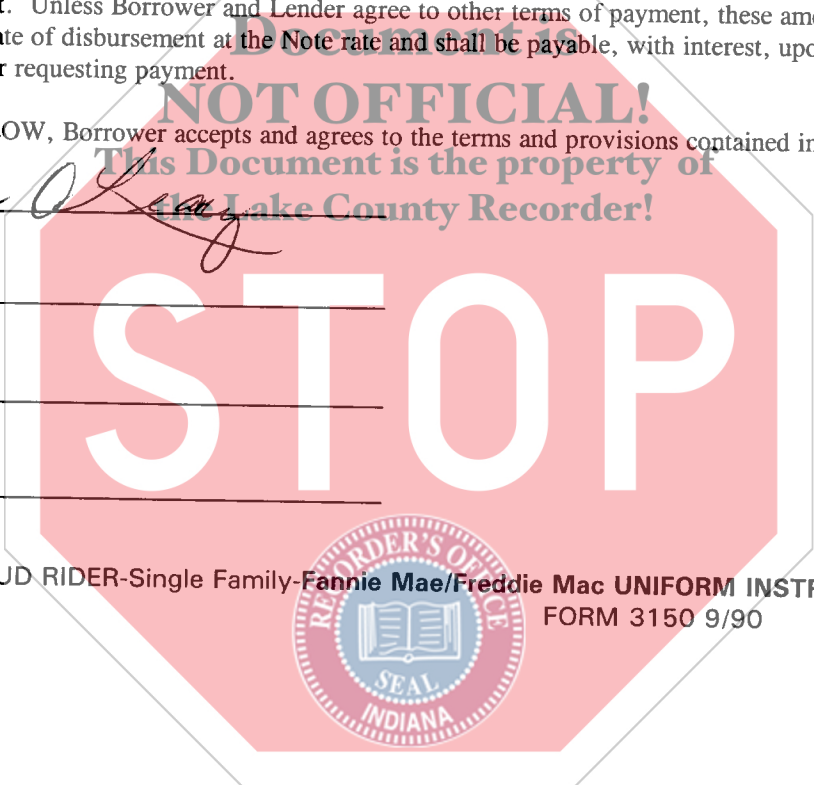 t. Unless Borrower and Lender agree to other terms of payment, these am
Document is
te of disbursement at the Note rate and shall be payable, with interest, upo
r requesting payment.
NOT OFFICIAL!
OW, Borrower accepts and agrees to the terms and provisions contained in
This Document is the property of
the Lake County Recorder!
STOP
RECORDER'S OFFICE
UD RIDER-Single Family-Fannie Mae/Freddie Mac UNIFORM INSTR
FORM 3150 9/90
SEAL
INDIANA